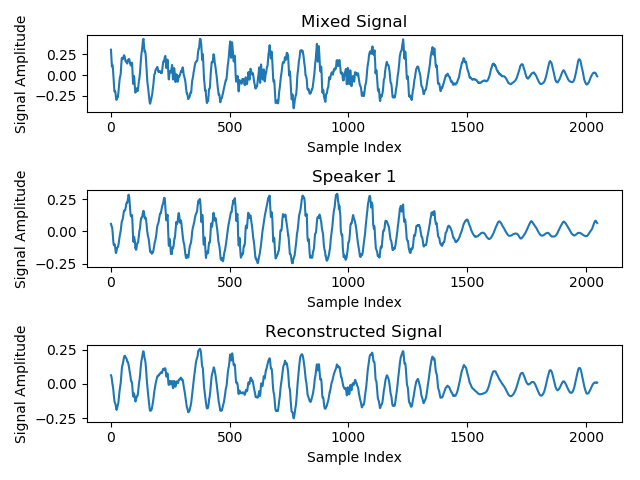 Mixed Signal
Signal Amplitude
0.25
0.00
−0.25
0 500 1000 1500 2000
Sample Index
Speaker 1
Signal Amplitude
0.25
0.00
−0.25
0 500 1000 1500 2000
Sample Index
Reconstructed Signal
Signal Amplitude
0.25
0.00
−0.25
0 500 1000 1500 2000
Sample Index